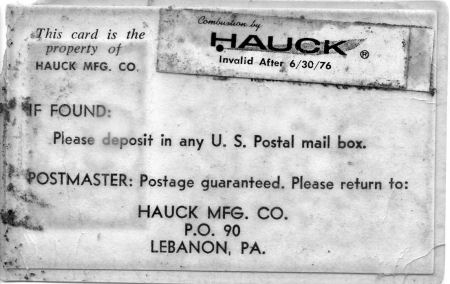 This card is the
property of
HAUCK MFG. CO.
Combustion by
HAUCK ®
Invalid After 6/30/76
IF FOUND:
Please deposit in any U. S. Postal mail box.
POSTMASTER: Postage guaranteed. Please return to:
HAUCK MFG. CO.
P.O. 90
LEBANON, PA.